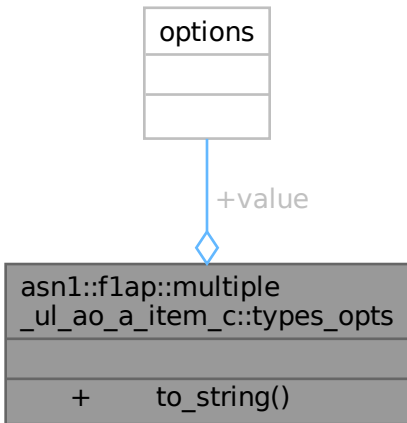 options
+value
asn1::f1ap::multiple
_ul_ao_a_item_c::types_opts
+ to_string()